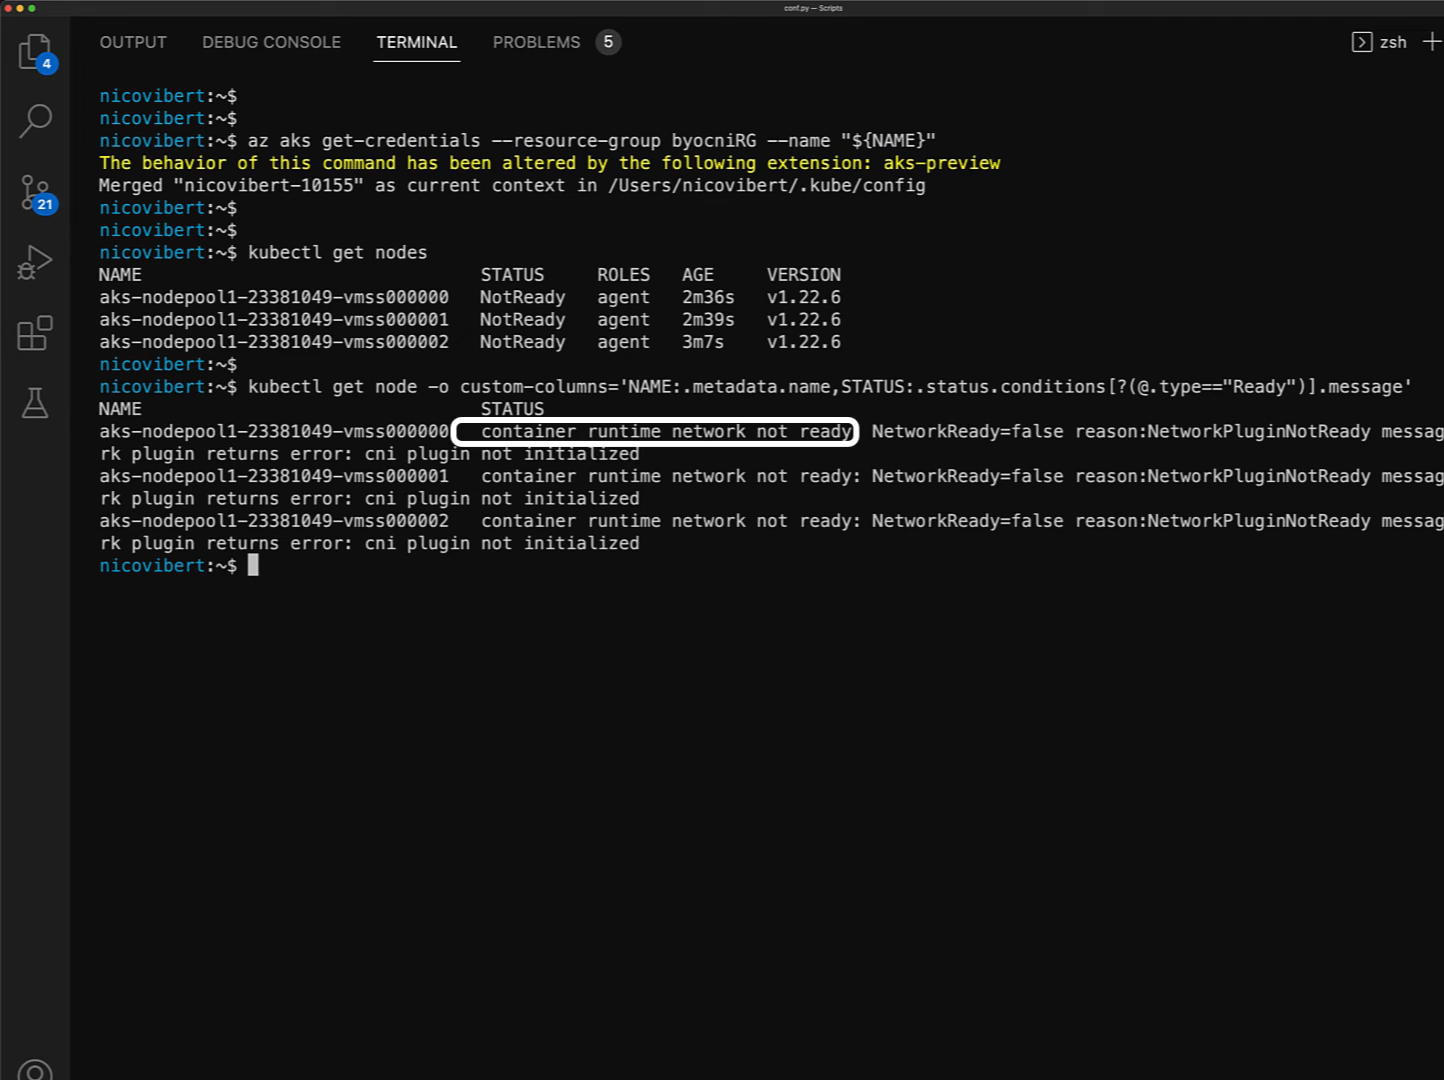 conf.py — Scripts
OUTPUT DEBUG CONSOLE TERMINAL PROBLEMS 5 zsh
4
21
nicovibert:~$
nicovibert:~$
nicovibert:~$ az aks get-credentials --resource-group byocniRG --name "${NAME}"
The behavior of this command has been altered by the following extension: aks-preview
Merged "nicovibert-10155" as current context in /Users/nicovibert/.kube/config
nicovibert:~$
nicovibert:~$
nicovibert:~$ kubectl get nodes
NAME STATUS ROLES AGE VERSION
aks-nodepool1-23381049-vmss000000 NotReady agent 2m36s v1.22.6
aks-nodepool1-23381049-vmss000001 NotReady agent 2m39s v1.22.6
aks-nodepool1-23381049-vmss000002 NotReady agent 3m7s v1.22.6
nicovibert:~$
nicovibert:~$ kubectl get node -o custom-columns='NAME:.metadata.name,STATUS:.status.conditions[?(@.type=="Ready")].message'
NAME STATUS
aks-nodepool1-23381049-vmss000000 container runtime network not ready NetworkReady=false reason:NetworkPluginNotReady messag
rk plugin returns error: cni plugin not initialized
aks-nodepool1-23381049-vmss000001 container runtime network not ready: NetworkReady=false reason:NetworkPluginNotReady messag
rk plugin returns error: cni plugin not initialized
aks-nodepool1-23381049-vmss000002 container runtime network not ready: NetworkReady=false reason:NetworkPluginNotReady messag
rk plugin returns error: cni plugin not initialized
nicovibert:~$